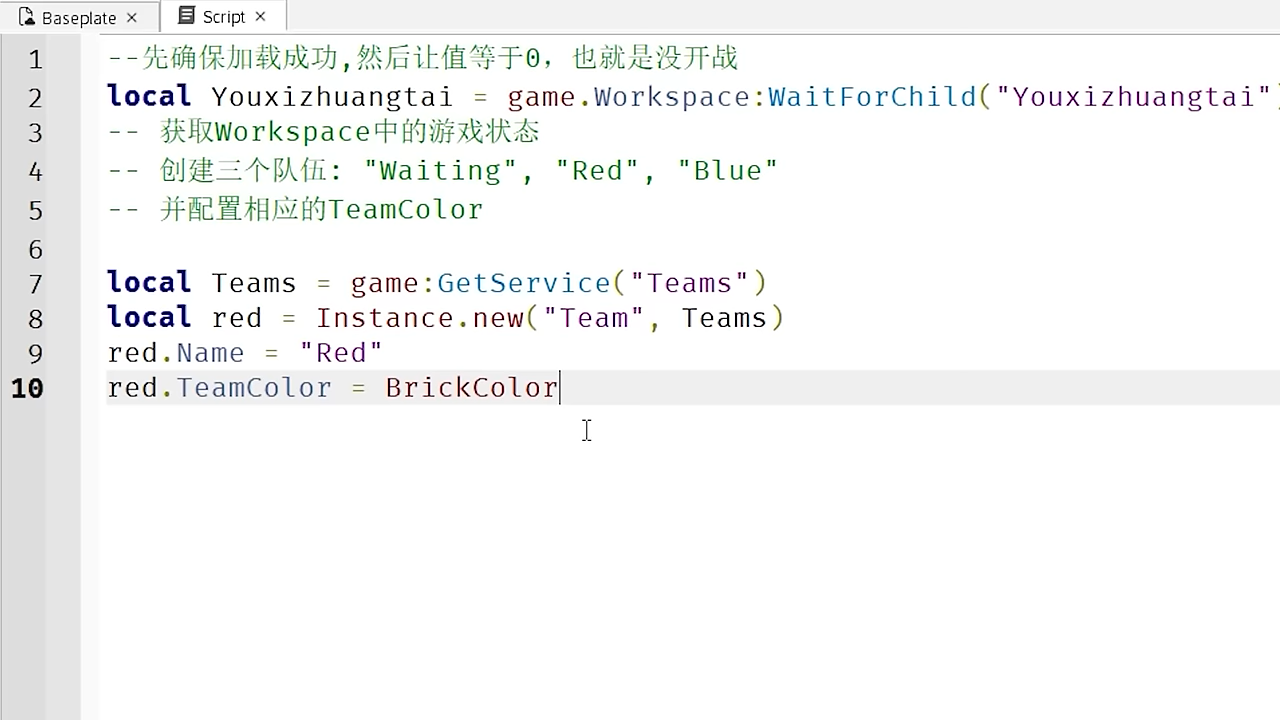 Baseplate ×
Script ×
1 --先确保加载成功,然后让值等于0，也就是没开战
2 local Youxizhuangtai = game.Workspace:WaitForChild("Youxizhuangtai")
3 -- 获取Workspace中的游戏状态
4 -- 创建三个队伍: "Waiting", "Red", "Blue"
5 -- 并配置相应的TeamColor
6
7 local Teams = game:GetService("Teams")
8 local red = Instance.new("Team", Teams)
9 red.Name = "Red"
10 red.TeamColor = BrickColor